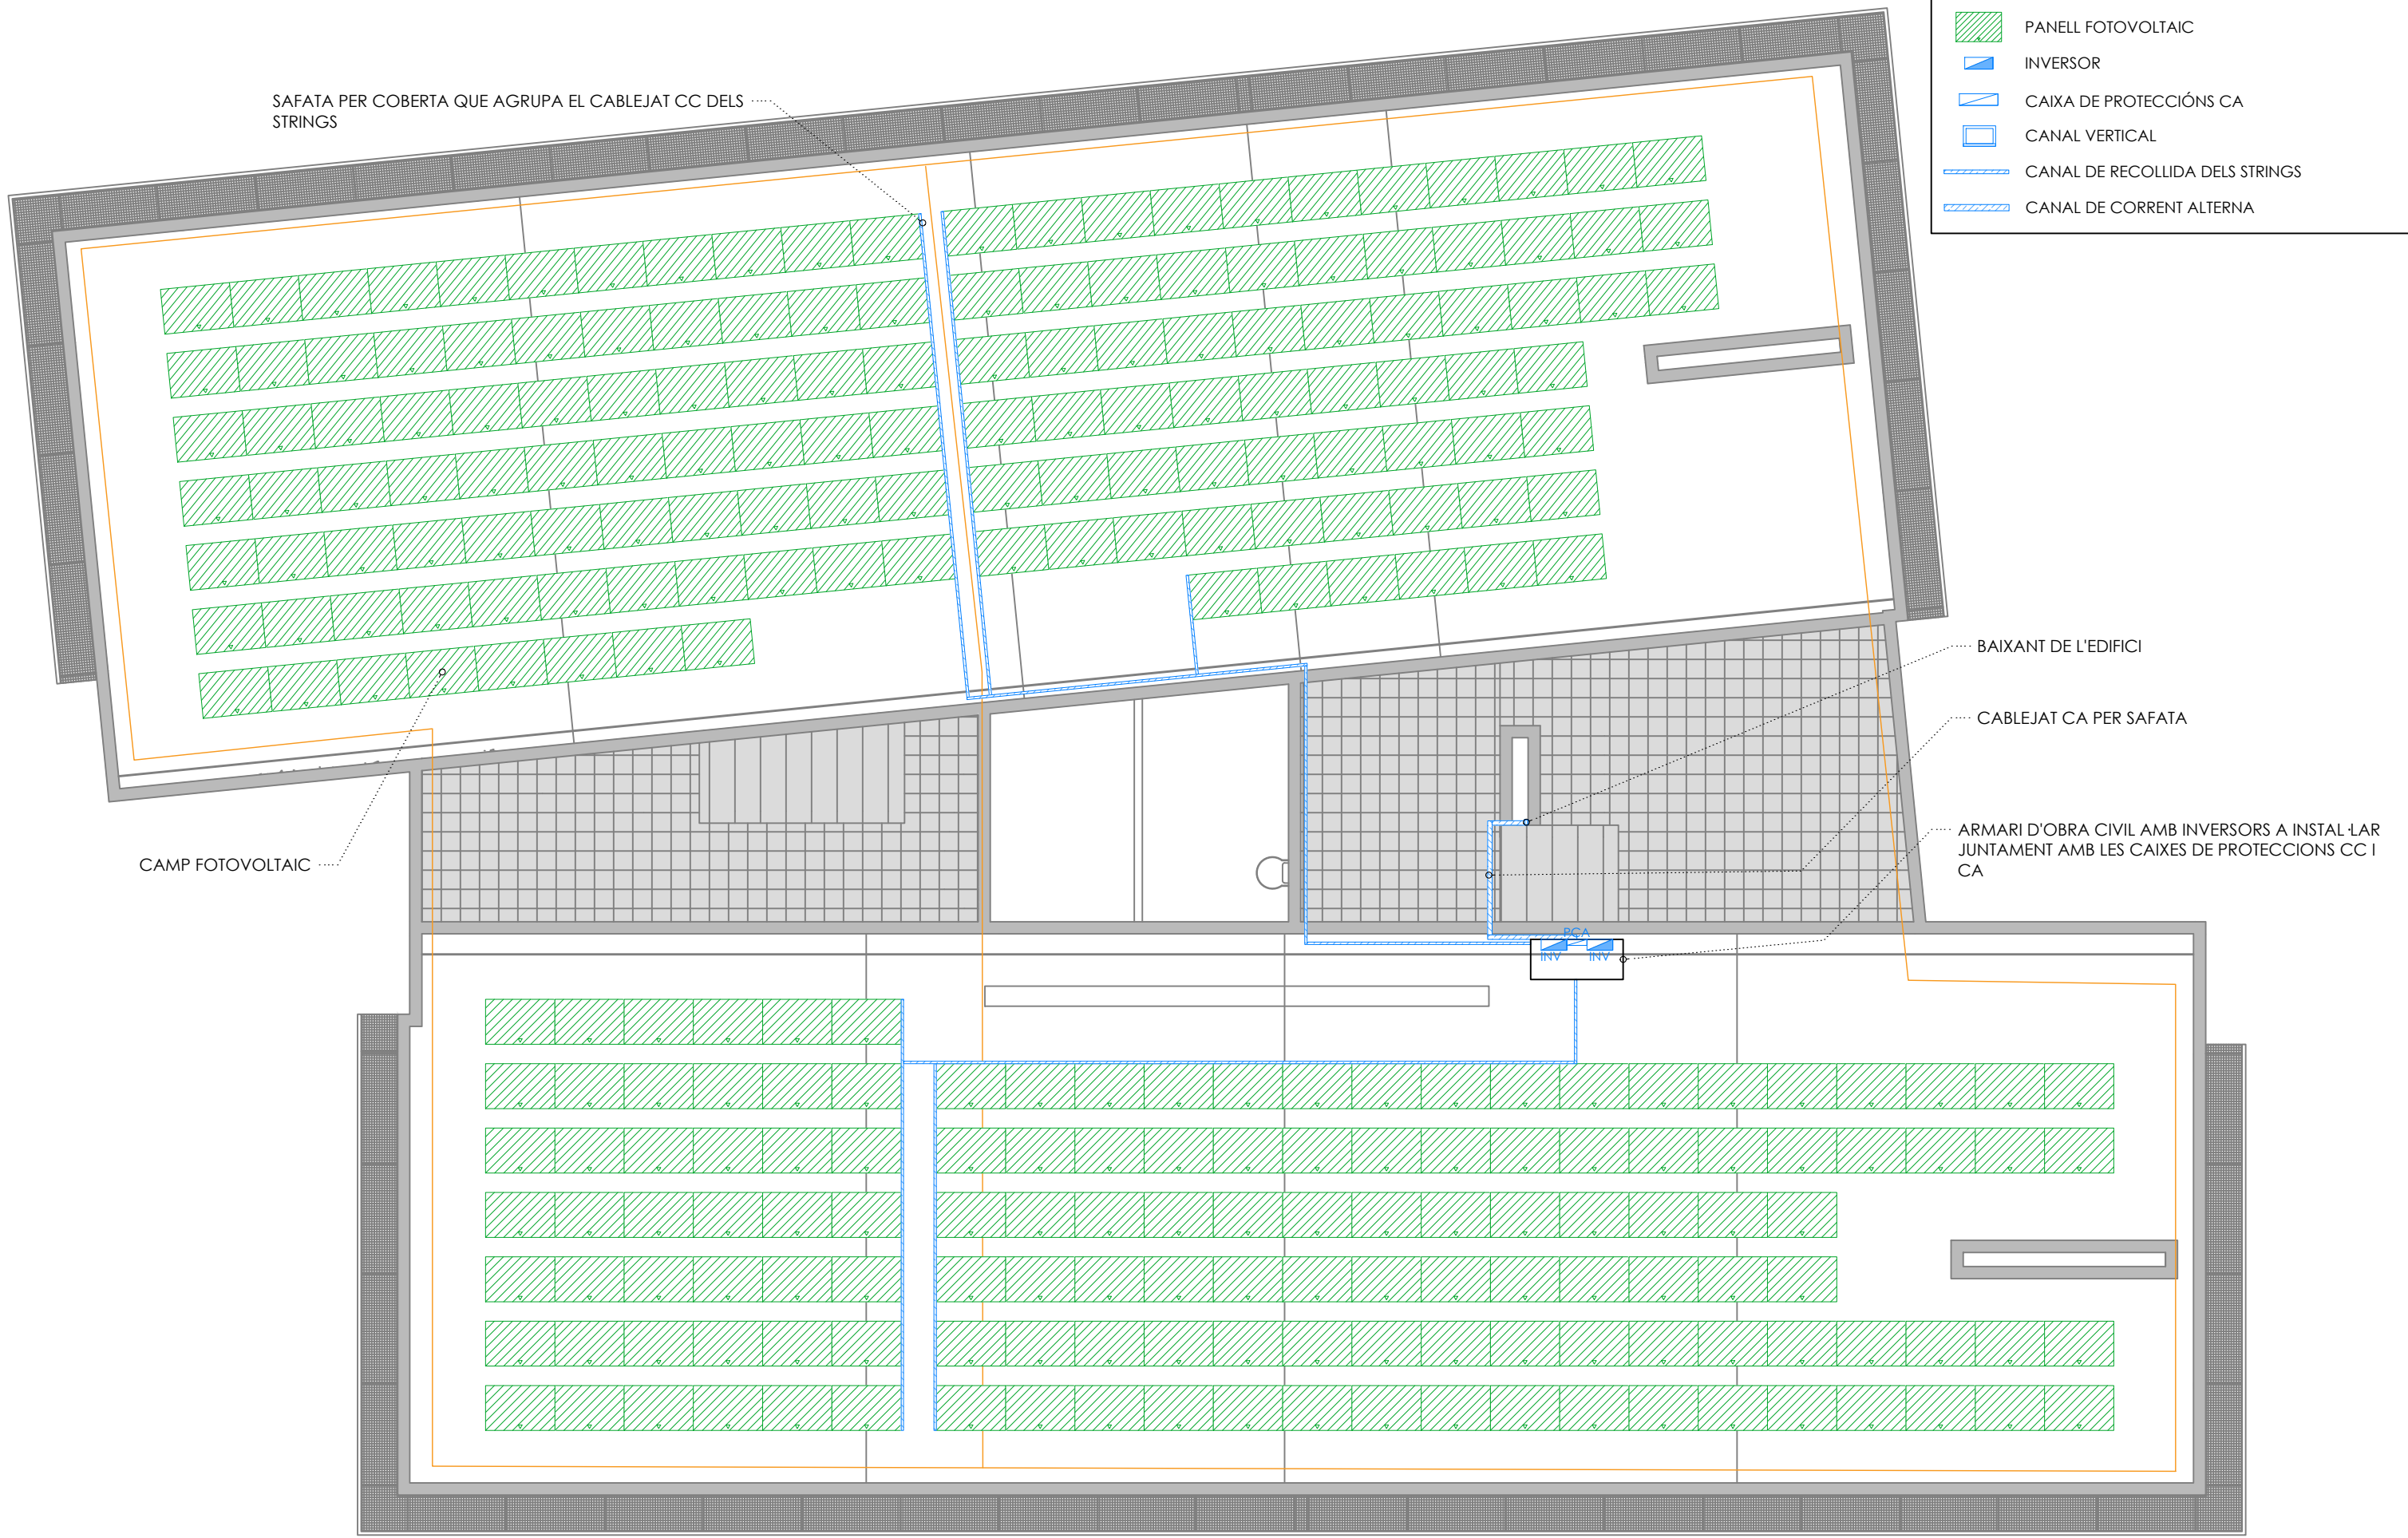 PANELL FOTOVOLTAIC
INVERSOR
CAIXA DE PROTECCIÓNS CA
CANAL VERTICAL
CANAL DE RECOLLIDA DELS STRINGS
CANAL DE CORRENT ALTERNA
SAFATA PER COBERTA QUE AGRUPA EL CABLEJAT CC DELS
STRINGS
BAIXANT DE L'EDIFICI
CABLEJAT CA PER SAFATA
ARMARI D'OBRA CIVIL AMB INVERSORS A INSTAL·LAR
JUNTAMENT AMB LES CAIXES DE PROTECCIONS CC I
CA
CAMP FOTOVOLTAIC
PCA
INV INV